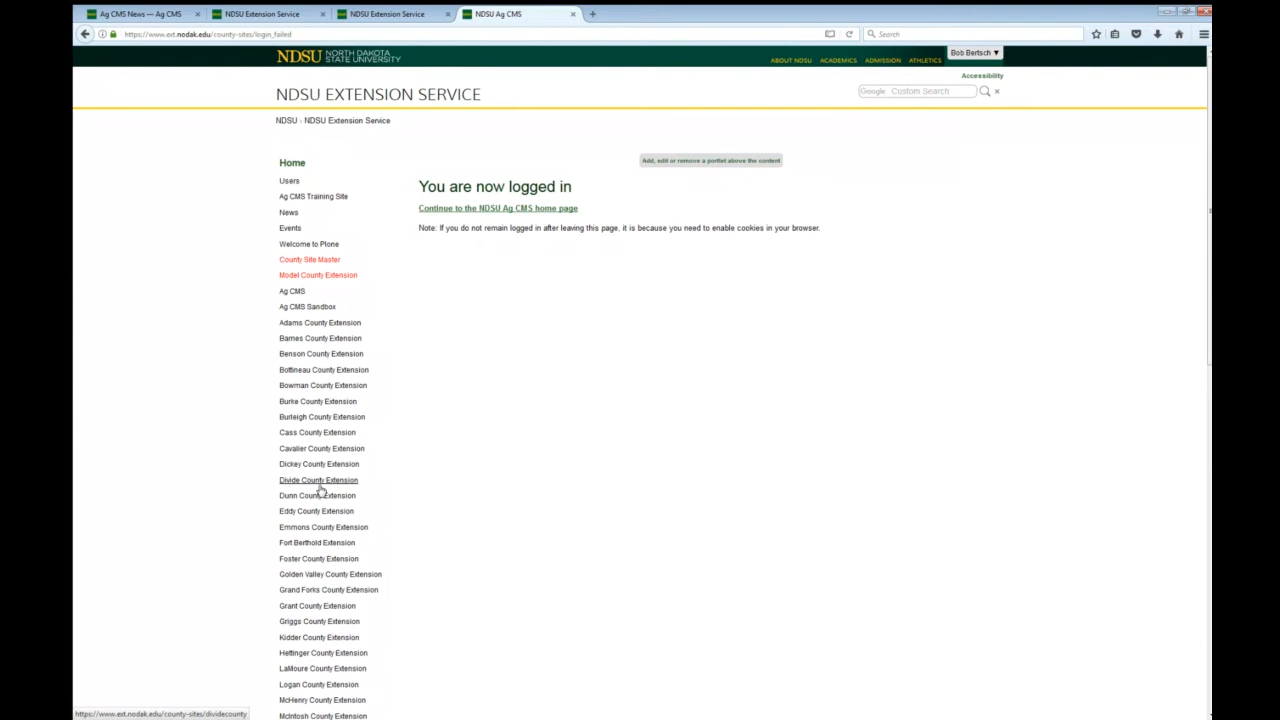 Ag CMS News — Ag CMS
NDSU Extension Service
NDSU Extension Service
NDSU Ag CMS
https://www.ext.nodak.edu/county-sites/login_failed
Search
NDSU NORTH DAKOTA STATE UNIVERSITY
Bob Bertsch ▼
ABOUT NDSU ACADEMICS ADMISSION ATHLETICS
Accessibility
NDSU EXTENSION SERVICE
Google Custom Search
NDSU › NDSU Extension Service
Home
Add, edit or remove a portlet above the content
Users
You are now logged in
Ag CMS Training Site
Continue to the NDSU Ag CMS home page
News
Events
Note: If you do not remain logged in after leaving this page, it is because you need to enable cookies in your browser.
Welcome to Plone
County Site Master
Model County Extension
Ag CMS
Ag CMS Sandbox
Adams County Extension
Barnes County Extension
Benson County Extension
Bottineau County Extension
Bowman County Extension
Burke County Extension
Burleigh County Extension
Cass County Extension
Cavalier County Extension
Dickey County Extension
Divide County Extension
Dunn County Extension
Eddy County Extension
Emmons County Extension
Fort Berthold Extension
Foster County Extension
Golden Valley County Extension
Grand Forks County Extension
Grant County Extension
Griggs County Extension
Kidder County Extension
Hettinger County Extension
LaMoure County Extension
Logan County Extension
McHenry County Extension
McIntosh County Extension
https://www.ext.nodak.edu/county-sites/dividecounty